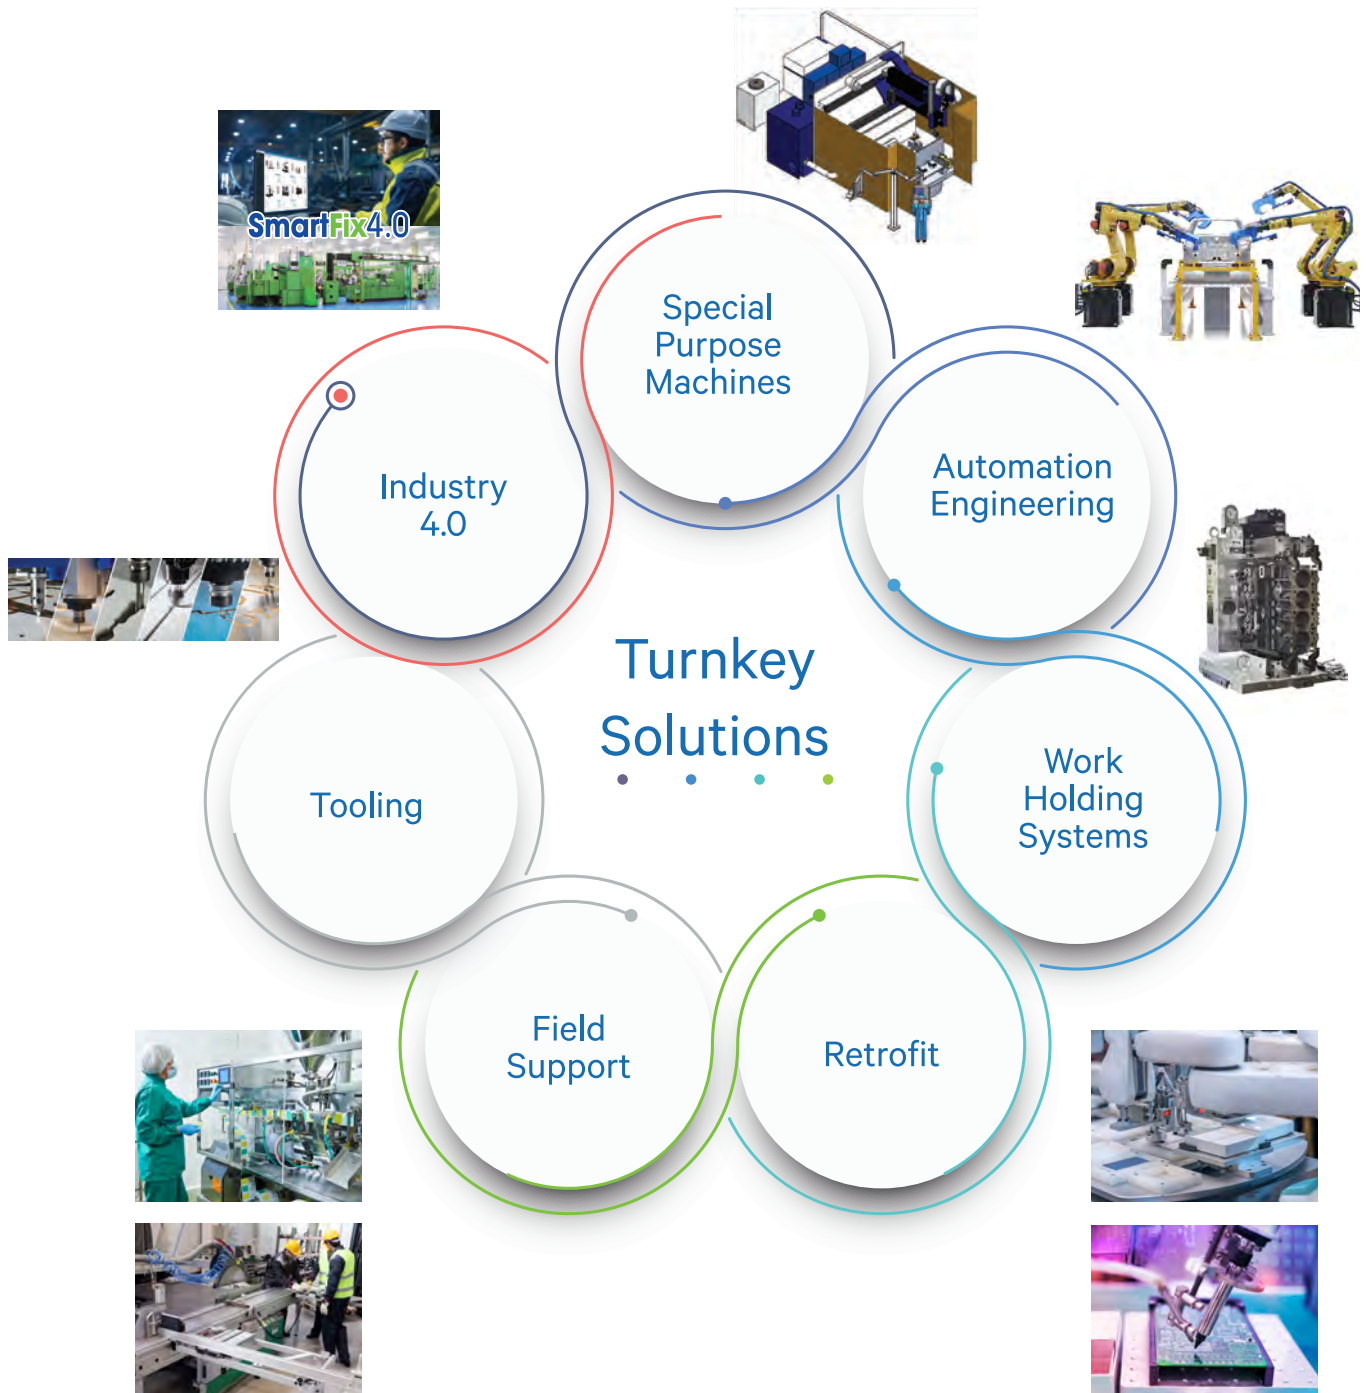 SmartFix4.0
Special
Purpose
Machines
Automation
Engineering
Industry
4.0
Turnkey
Solutions
Work
Holding
Systems
Tooling
Field
Support
Retrofit